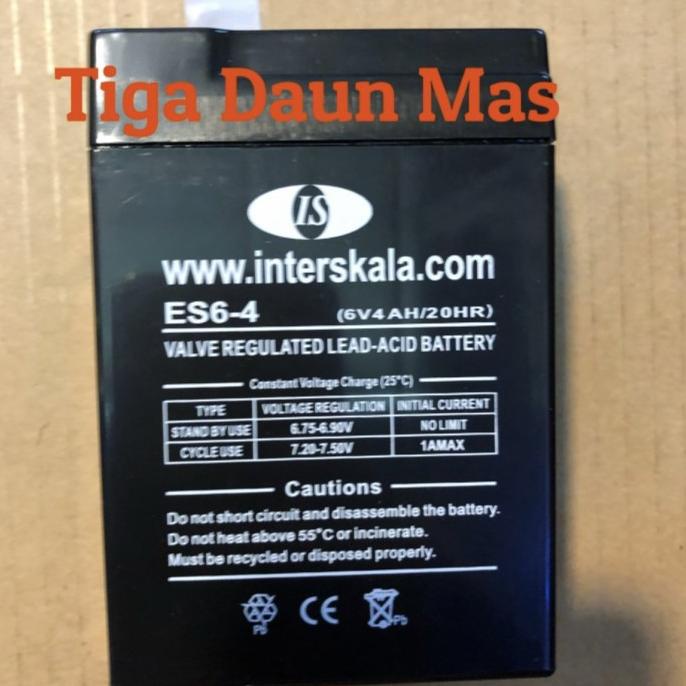 Tiga Daun Mas
IS
www.interskala.com
ES6-4 (6V4AH/20HR)
VALVE REGULATED LEAD-ACID BATTERY
Constant Voltage Charge (25°C)
TYPE VOLTAGE REGULATION INITIAL CURRENT
STAND BY USE 6.75-6.90V NO LIMIT
CYCLE USE 7.20-7.50V 1AMAX
Cautions
Do not short circuit and disassemble the battery.
Do not heat above 55°C or incinerate.
Must be recycled or disposed properly.
Pb CE Pb